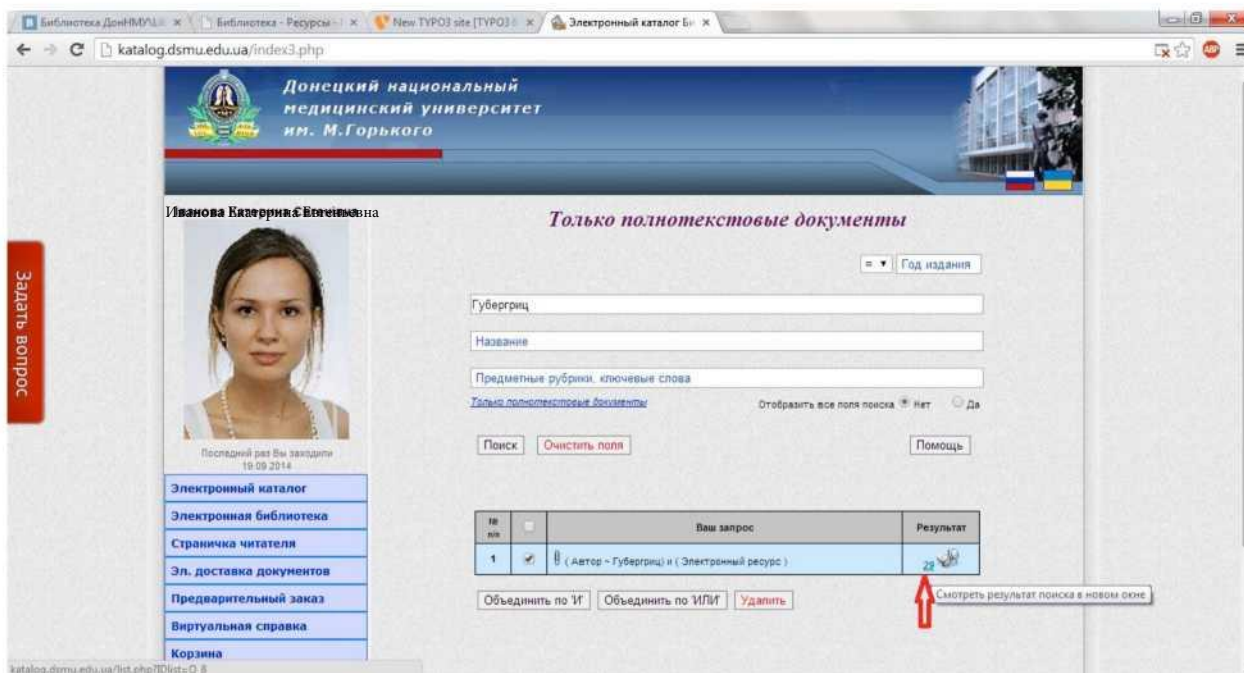 Библиотека ДонНМУ
Библиотека - Ресурсы -
New TYPO3 site [TYPO3
Электронный каталог Би
katalog.dsmu.edu.ua/index3.php
ABP
Донецкий национальный
медицинский университет
им. М.Горького
Задать вопрос
Только полнотекстовые документы
= Год издания
Губергриц
Название
Предметные рубрики, ключевые слова
Только полнотекстовые документы Отобразить все поля поиска Нет Да
Поиск Очистить поля Помощь
Последний раз Вы заходили
19.09.2014
Электронный каталог
Электронная библиотека
Страничка читателя
Эл. доставка документов
Предварительный заказ
Виртуальная справка
Корзина
№ п/п Ваш запрос Результат
1 ( Автор ~ Губергриц) и ( Электронный ресурс ) 29
Смотреть результат поиска в новом окне
Объединить по 'И' Объединить по 'ИЛИ' Удалить